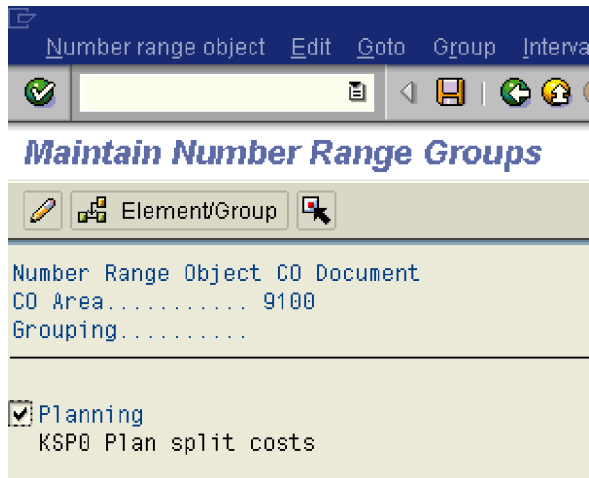 Number range object Edit Goto Group Interva
Maintain Number Range Groups
Element/Group
Number Range Object CO Document
CO Area........... 9100
Grouping..........
Planning
KSP0 Plan split costs